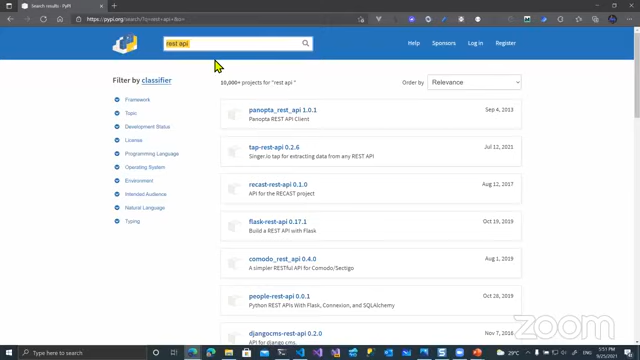 Search results · PyPI
https://pypi.org/search/?q=rest+api+&o=
rest api
Help
Sponsors
Log in
Register
Filter by classifier
10,000+ projects for "rest api "
Order by
Relevance
Framework
Topic
Development Status
License
Programming Language
Operating System
Environment
Intended Audience
Natural Language
Typing
panopta_rest_api 1.0.1
Sep 4, 2013
Panopta REST API Client
tap-rest-api 0.2.6
Jul 12, 2021
Singer.io tap for extracting data from any REST API
recast-rest-api 0.1.0
Aug 12, 2017
API for the RECAST project
flask-rest-api 0.17.1
Oct 19, 2019
Build a REST API with Flask
comodo_rest_api 0.4.0
Aug 1, 2019
A simpler RESTful API for Comodo/Sectigo
people-rest-api 0.0.1
Oct 28, 2019
Python REST APIs With Flask, Connexion, and SQLAlchemy
djangocms-rest-api 0.2.0
Nov 7, 2016
API for django cms.
zoom
Type here to search
29°C
ENG
5:51 PM